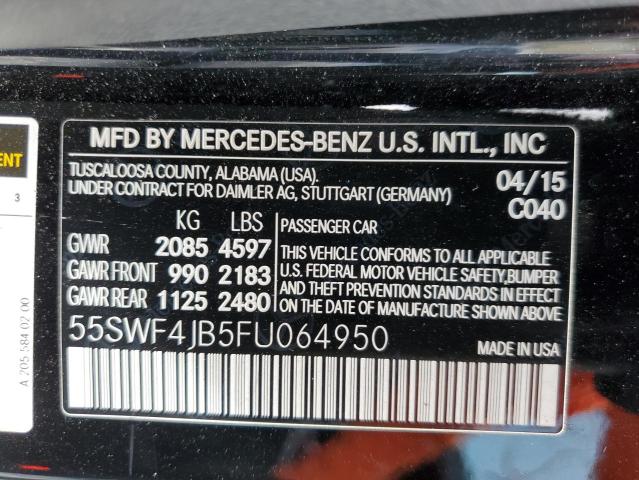 MFD BY MERCEDES-BENZ U.S. INTL., INC
TUSCALOOSA COUNTY, ALABAMA (USA).
UNDER CONTRACT FOR DAIMLER AG, STUTTGART (GERMANY)
04/15
C040
KG LBS
GWR 2085 4597
GAWR FRONT 990 2183
GAWR REAR 1125 2480
PASSENGER CAR
THIS VEHICLE CONFORMS TO ALL APPLICABLE
U.S. FEDERAL MOTOR VEHICLE SAFETY,BUMPER
AND THEFT PREVENTION STANDARDS IN EFFECT
ON THE DATE OF MANUFACTURE SHOWN ABOVE.
55SWF4JB5FU064950
MADE IN USA
3
A 205 584 02 00